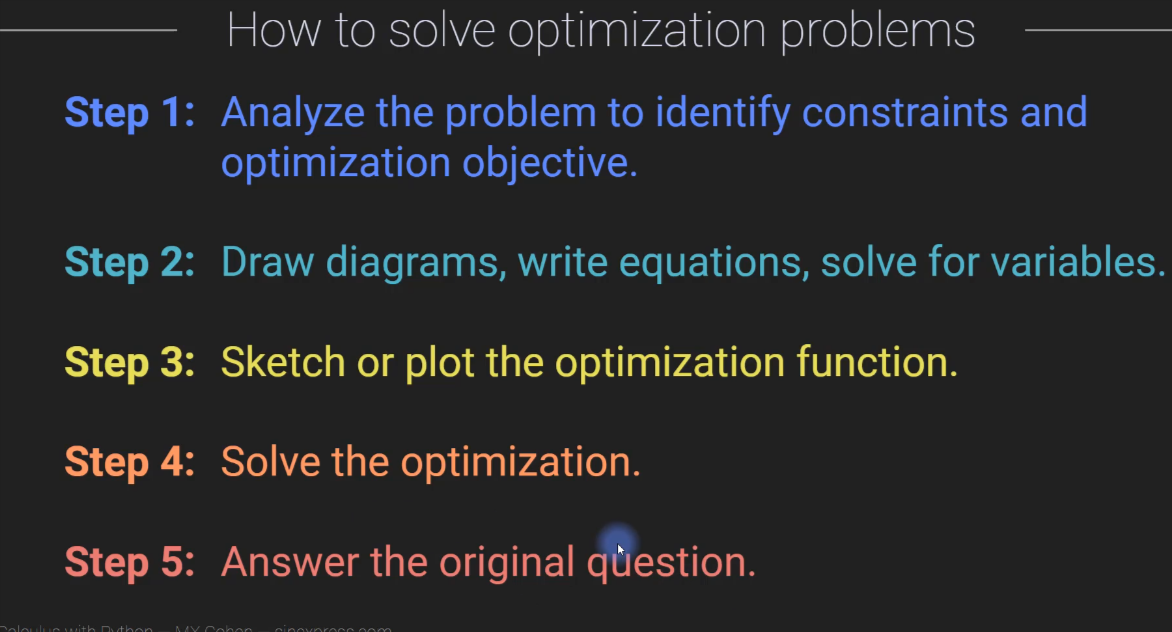 How to solve optimization problems
Step 1: Analyze the problem to identify constraints and
optimization objective.
Step 2: Draw diagrams, write equations, solve for variables.
Step 3: Sketch or plot the optimization function.
Step 4: Solve the optimization.
Step 5: Answer the original question.
Calculus with Python — MX Cohen — sincxpress.com